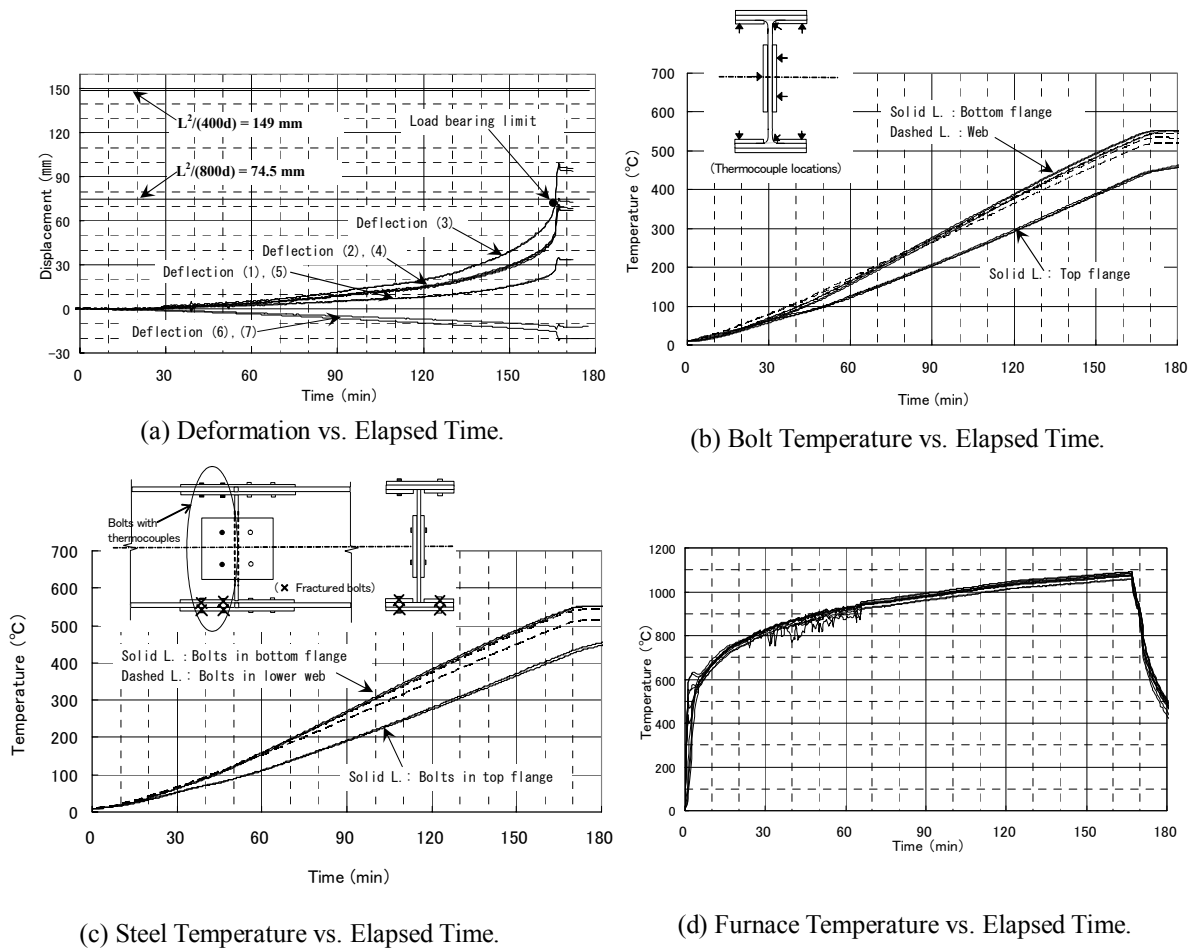 150
120
90
60
30
0
-30
Displacement (mm)
L²/(400d) = 149 mm
L²/(800d) = 74.5 mm
Load bearing limit
Deflection (3)
Deflection (2), (4)
Deflection (1), (5)
Deflection (6), (7)
0 30 60 90 120 150 180
Time (min)
(a) Deformation vs. Elapsed Time.
700
600
500
400
300
200
100
0
Temperature (°C)
(Thermocouple locations)
Solid L. : Bottom flange
Dashed L. : Web
Solid L. : Top flange
0 30 60 90 120 150 180
Time (min)
(b) Bolt Temperature vs. Elapsed Time.
Bolts with
thermocouples
(✕ Fractured bolts)
700
600
500
400
300
200
100
0
Temperature (°C)
Solid L. : Bolts in bottom flange
Dashed L. : Bolts in lower web
Solid L. : Bolts in top flange
0 30 60 90 120 150 180
Time (min)
(c) Steel Temperature vs. Elapsed Time.
1200
1000
800
600
400
200
0
Temperature (°C)
0 30 60 90 120 150 180
Time (min)
(d) Furnace Temperature vs. Elapsed Time.